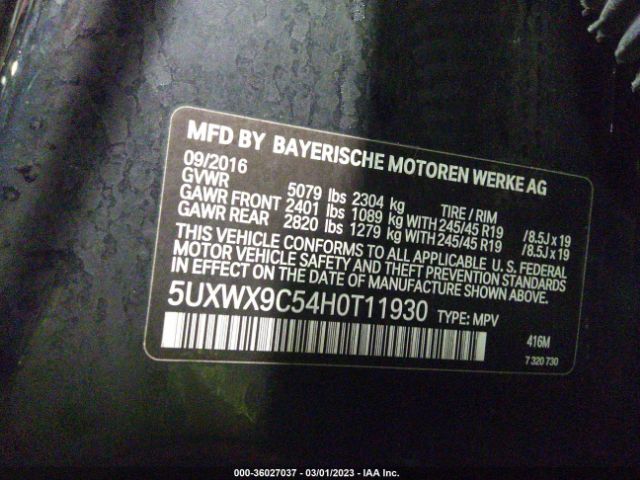 MFD BY BAYERISCHE MOTOREN WERKE AG
09/2016
GVWR 5079 lbs 2304 kg TIRE / RIM
GAWR FRONT 2401 lbs 1089 kg WITH 245/45 R19 / 8.5J x 19
GAWR REAR 2820 lbs 1279 kg WITH 245/45 R19 / 8.5J x 19
THIS VEHICLE CONFORMS TO ALL APPLICABLE U. S. FEDERAL
MOTOR VEHICLE SAFETY AND THEFT PREVENTION STANDARDS
IN EFFECT ON THE DATE OF MANUFACTURE SHOWN ABOVE.
5UXWX9C54H0T11930 TYPE: MPV
416M
7 320 730
000-36027037 - 03/01/2023 - IAA Inc.